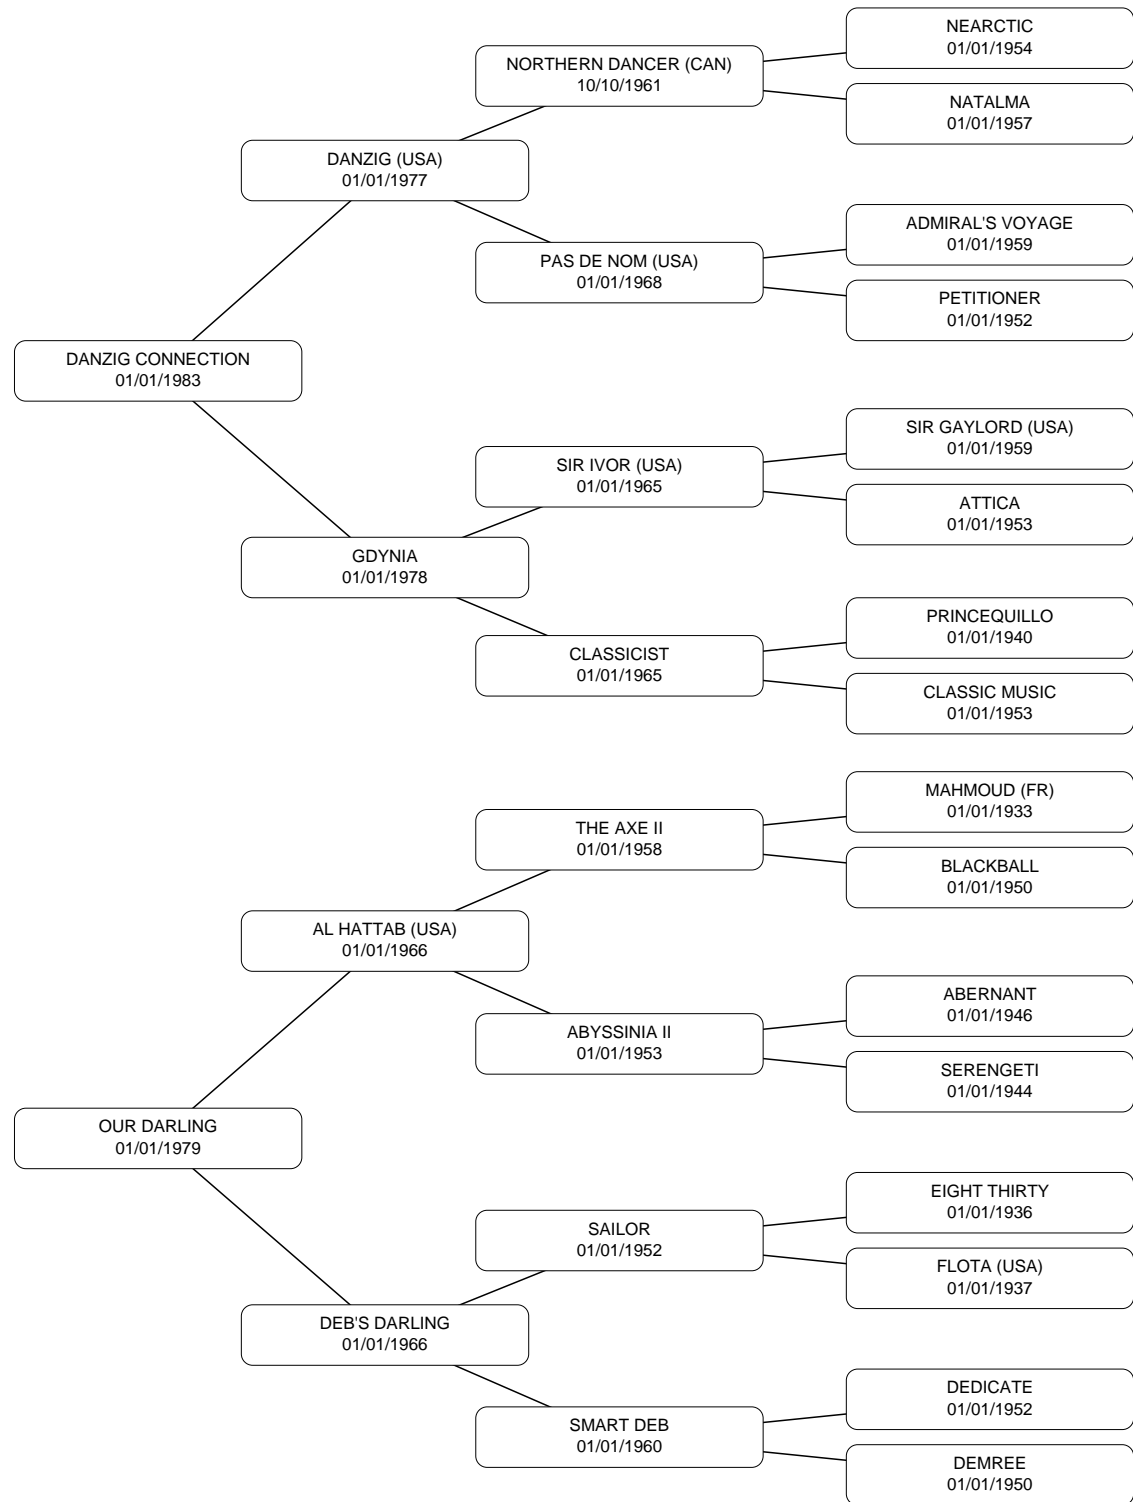 NEARCTIC
01/01/1954
NORTHERN DANCER (CAN)
10/10/1961
NATALMA
01/01/1957
DANZIG (USA)
01/01/1977
ADMIRAL'S VOYAGE
01/01/1959
PAS DE NOM (USA)
01/01/1968
PETITIONER
01/01/1952
DANZIG CONNECTION
01/01/1983
SIR GAYLORD (USA)
01/01/1959
SIR IVOR (USA)
01/01/1965
ATTICA
01/01/1953
GDYNIA
01/01/1978
PRINCEQUILLO
01/01/1940
CLASSICIST
01/01/1965
CLASSIC MUSIC
01/01/1953
MAHMOUD (FR)
01/01/1933
THE AXE II
01/01/1958
BLACKBALL
01/01/1950
AL HATTAB (USA)
01/01/1966
ABERNANT
01/01/1946
ABYSSINIA II
01/01/1953
SERENGETI
01/01/1944
OUR DARLING
01/01/1979
EIGHT THIRTY
01/01/1936
SAILOR
01/01/1952
FLOTA (USA)
01/01/1937
DEB'S DARLING
01/01/1966
DEDICATE
01/01/1952
SMART DEB
01/01/1960
DEMREE
01/01/1950